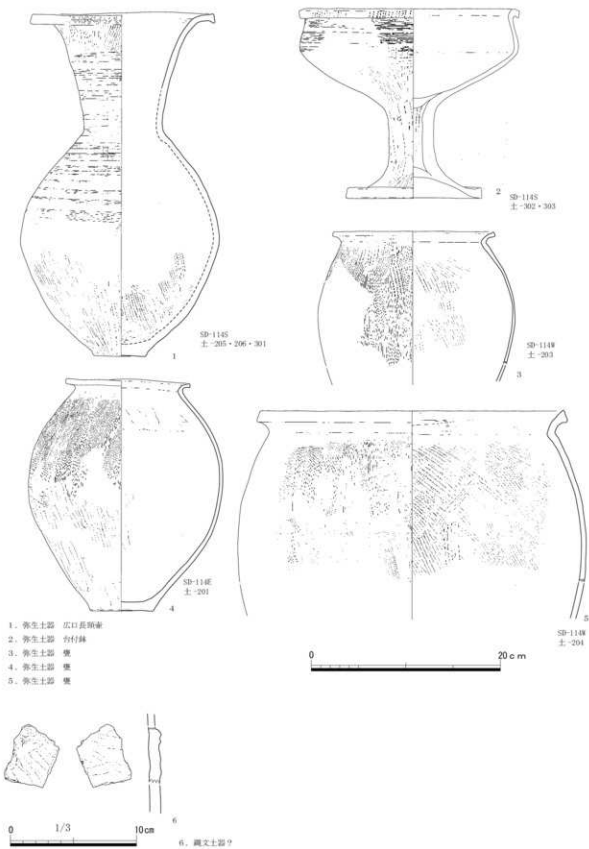 1
SD-114S
土-205・206・301
2
SD-114S
土-302・303
3
SD-114W
土-203
4
SD-114E
土-201
5
SD-114W
土-204
1. 弥生土器 広口長頸壷
2. 弥生土器 台付鉢
3. 弥生土器 甕
4. 弥生土器 甕
5. 弥生土器 甕
0 20cm
6
0 1/3 10cm
6. 縄文土器?